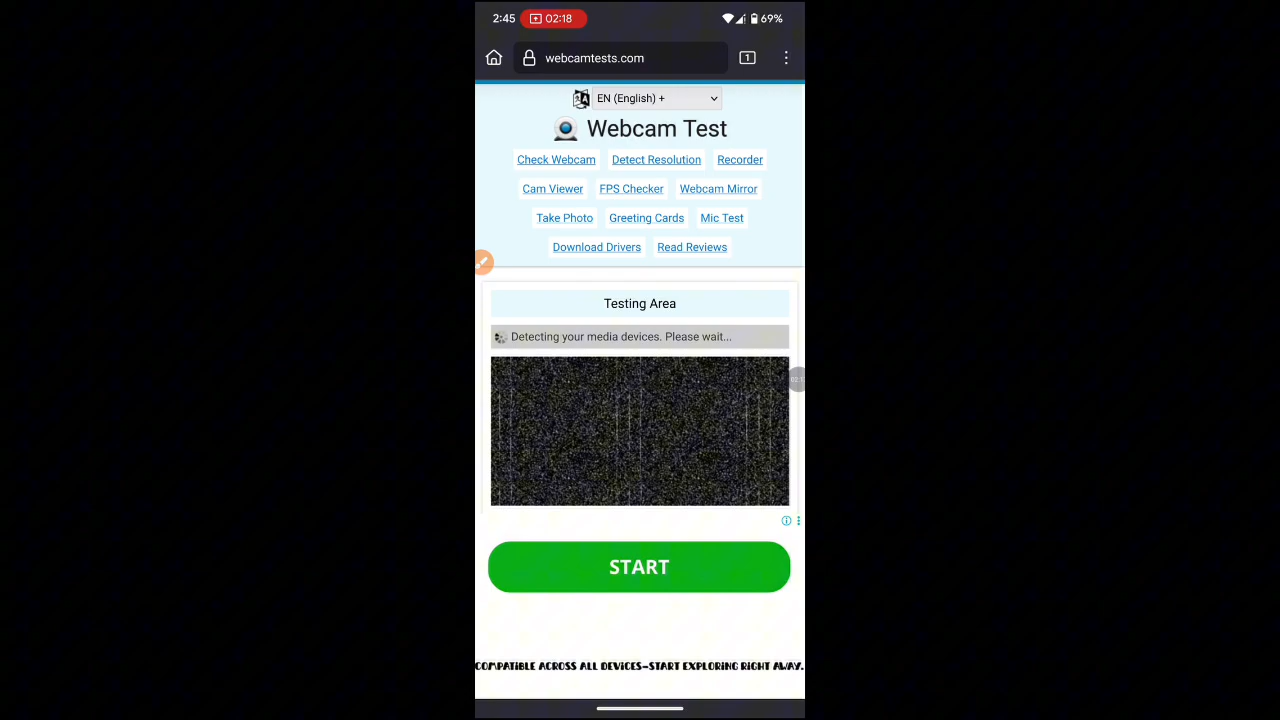 2:45 02:18 69%
webcamtests.com 1
EN (English) +
Webcam Test
Check Webcam Detect Resolution Recorder
Cam Viewer FPS Checker Webcam Mirror
Take Photo Greeting Cards Mic Test
Download Drivers Read Reviews
Testing Area
Detecting your media devices. Please wait...
START
COMPATIBLE ACROSS ALL DEVICES—START EXPLORING RIGHT AWAY.